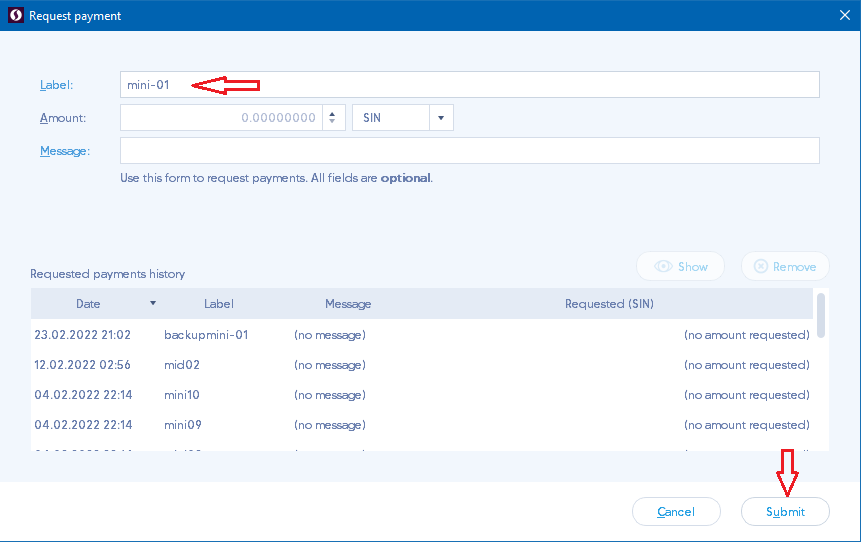 Request payment
Label: mini-01
Amount: 0.00000000 SIN
Message:
Use this form to request payments. All fields are optional.
Show Remove
Requested payments history
Date Label Message Requested (SIN)
23.02.2022 21:02 backupmini-01 (no message) (no amount requested)
12.02.2022 02:56 mid02 (no message) (no amount requested)
04.02.2022 22:14 mini10 (no message) (no amount requested)
04.02.2022 22:14 mini09 (no message) (no amount requested)
Cancel Submit